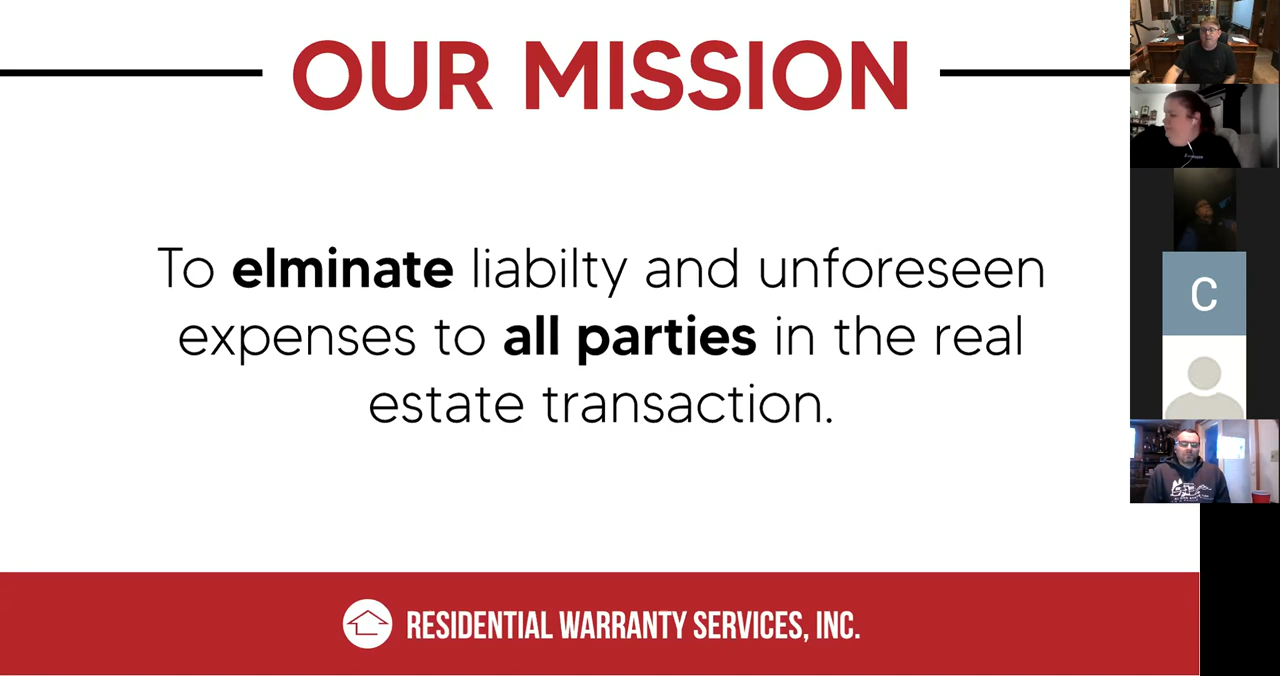 OUR MISSION
To elminate liabilty and unforeseen
expenses to all parties in the real
estate transaction.
RESIDENTIAL WARRANTY SERVICES, INC.
C